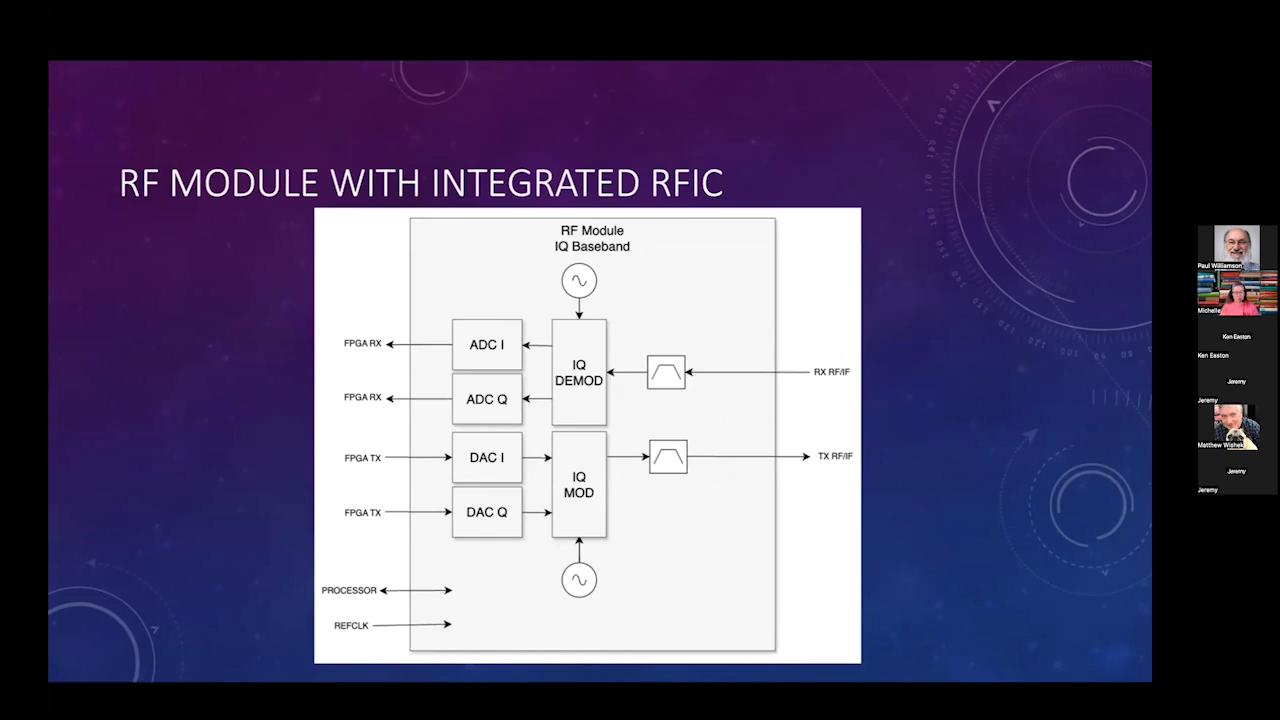 RF MODULE WITH INTEGRATED RFIC
RF Module
IQ Baseband
FPGA RX
ADC I
IQ
DEMOD
RX RF/IF
FPGA RX
ADC Q
FPGA TX
DAC I
TX RF/IF
IQ
MOD
FPGA TX
DAC Q
PROCESSOR
REFCLK
Paul Williamson
Michelle
Ken Easton
Ken Easton
Jeremy
Jeremy
Matthew Wishek
Jeremy
Jeremy